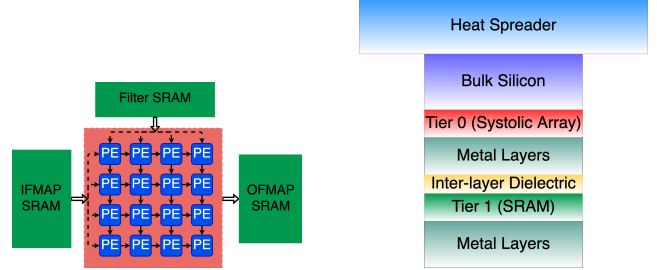 Filter SRAM
IFMAP
SRAM
PE PE PE PE
PE PE PE PE
PE PE PE PE
PE PE PE PE
OFMAP
SRAM
Heat Spreader
Bulk Silicon
Tier 0 (Systolic Array)
Metal Layers
Inter-layer Dielectric
Tier 1 (SRAM)
Metal Layers